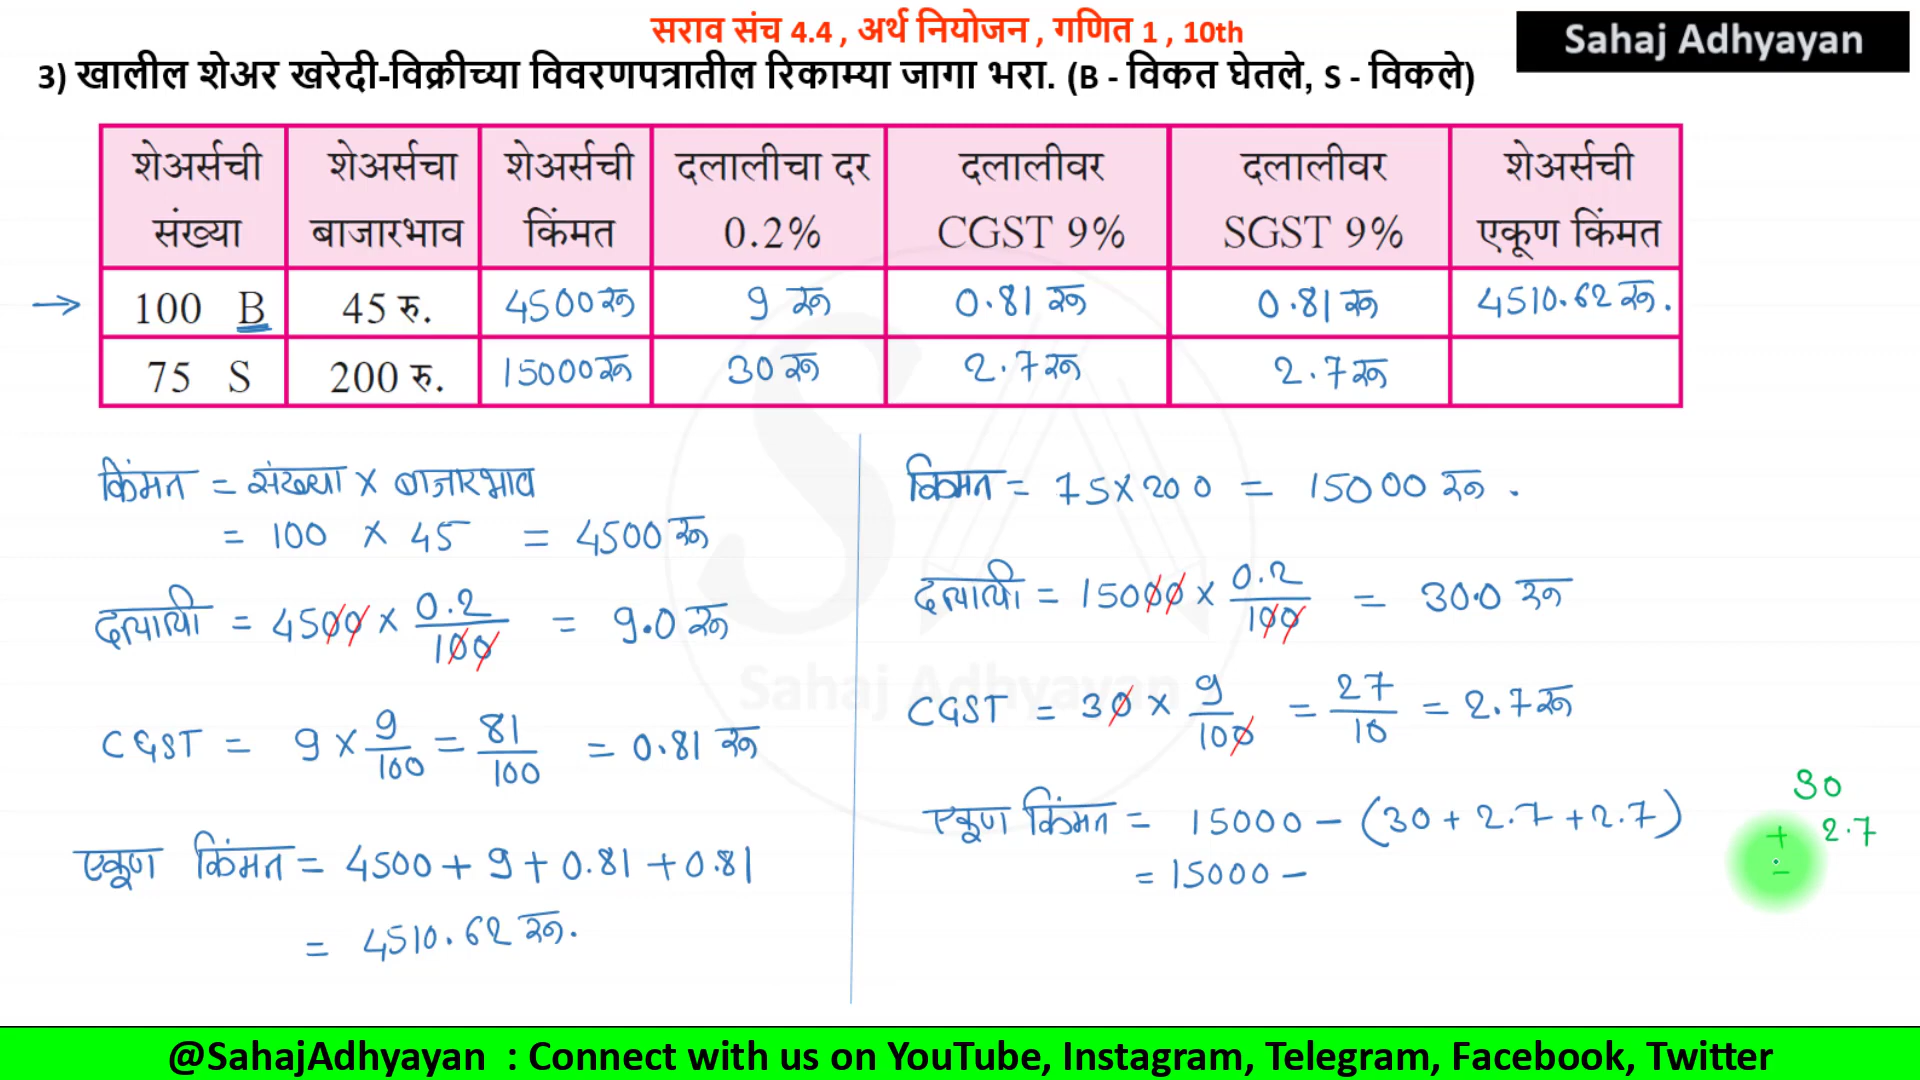 सराव संच 4.4 , अर्थ नियोजन , गणित 1 , 10th
Sahaj Adhyayan
3) खालील शेअर खरेदी-विक्रीच्या विवरणपत्रातील रिकाम्या जागा भरा. (B - विकत घेतले, S - विकले)
शेअर्सची संख्या शेअर्सचा बाजारभाव शेअर्सची किंमत दलालीचा दर 0.2% दलालीवर CGST 9% दलालीवर SGST 9% शेअर्सची एकूण किंमत
→ 100 B 45 रु. 4500 रू 9 रू 0.81 रू 0.81 रू 4510.62 रू.
75 S 200 रु. 15000 रू 30 रू 2.7 रू 2.7 रू
किंमत = संख्या × बाजारभाव
= 100 × 45 = 4500 रू
दलाली = 4500 × 0.2/100 = 9.0 रू
CGST = 9 × 9/100 = 81/100 = 0.81 रू
एकूण किंमत = 4500 + 9 + 0.81 + 0.81
= 4510.62 रू.
किंमत = 75 × 200 = 15000 रू .
दलाली = 15000 × 0.2/100 = 30.0 रू
CGST = 30 × 9/100 = 27/10 = 2.7 रू
एकूण किंमत = 15000 – (30 + 2.7 + 2.7)
= 15000 –
30
+ 2.7
Sahaj Adhyayan
@SahajAdhyayan : Connect with us on YouTube, Instagram, Telegram, Facebook, Twitter